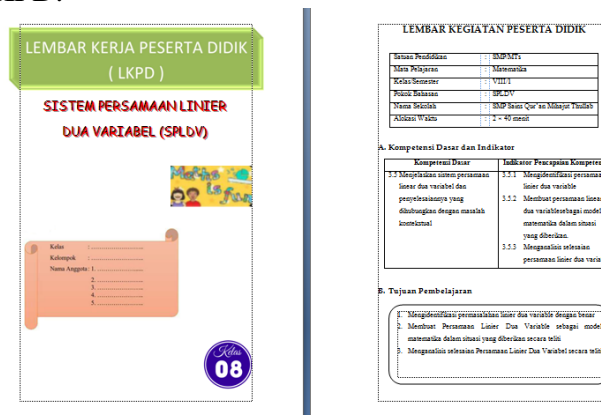 LEMBAR KERJA PESERTA DIDIK
( LKPD )
SISTEM PERSAMAAN LINIER
DUA VARIABEL (SPLDV)
Maths
is fun
Kelas : ...........................
Kelompok : ...........................
Nama Anggota: 1. ........................
2. ........................
3. ........................
4. ........................
5. ........................
Kelas
08
LEMBAR KEGIATAN PESERTA DIDIK
Satuan Pendidikan : SMP/MTs
Mata Pelajaran : Matematika
Kelas/Semester : VIII/1
Pokok Bahasan : SPLDV
Nama Sekolah : SMP Sains Qur'an Mihajut Thullab
Alokasi Waktu : 2 × 40 menit
A. Kompetensi Dasar dan Indikator
Kompetensi Dasar
3.5 Menjelaskan sistem persamaan
linear dua variabel dan
penyelesaiannya yang
dihubungkan dengan masalah
kontekstual
Indikator Pencapaian Kompeten
3.5.1 Mengidentifikasi persamaa
linier dua variable
3.5.2 Membuat persamaan linear
dua variablesebagai model
matematika dalam situasi
yang diberikan.
3.5.3 Menganalisis selesaian
persamaan linier dua varia
B. Tujuan Pembelajaran
1. Mengidentifikasi permasalahan linier dua variable dengan benar
2. Membuat Persamaan Linier Dua Variable sebagai model
matematika dalam situasi yang diberikan secara teliti
3. Menganalisis selesaian Persamaan Linier Dua Variabel secara teliti